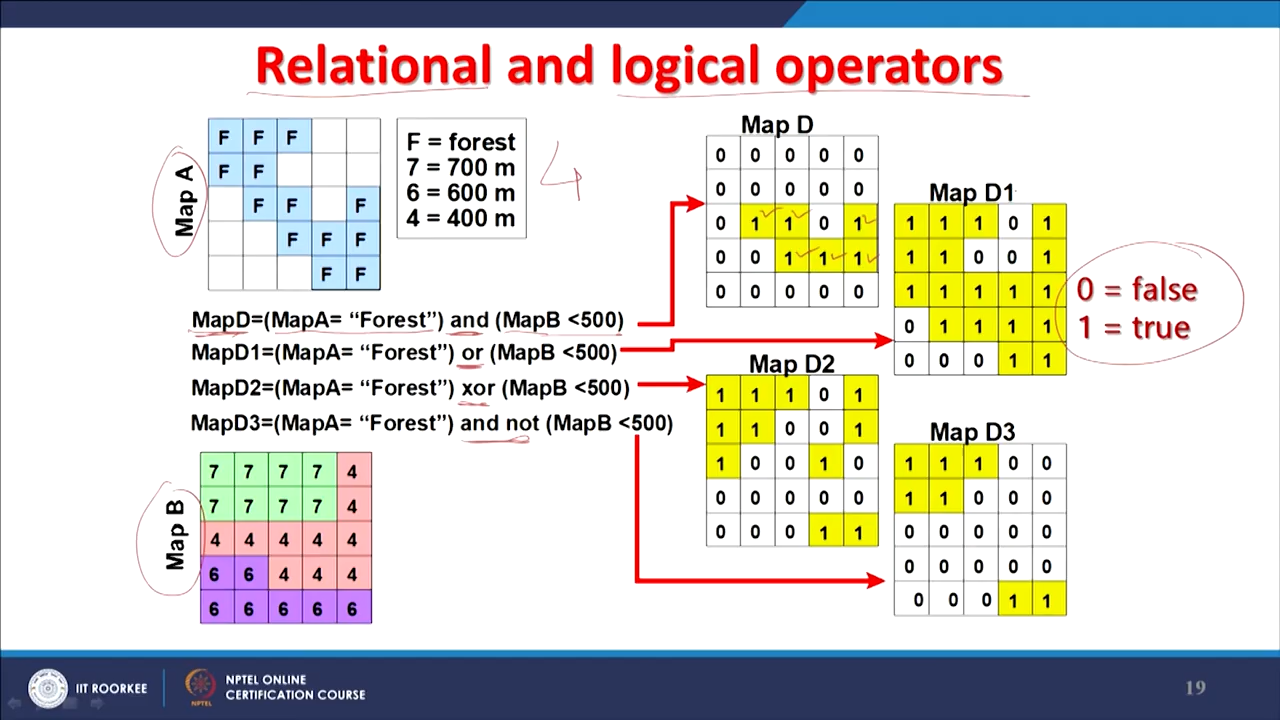 Relational and logical operators
Map A
F F F
F F
F F F
F F F
F F
F = forest
7 = 700 m
6 = 600 m
4 = 400 m
4
MapD=(MapA= “Forest”) and (MapB <500)
MapD1=(MapA= “Forest”) or (MapB <500)
MapD2=(MapA= “Forest”) xor (MapB <500)
MapD3=(MapA= “Forest”) and not (MapB <500)
Map B
7 7 7 7 4
7 7 7 7 4
4 4 4 4 4
6 6 4 4 4
6 6 6 6 6
Map D
0 0 0 0 0
0 0 0 0 0
0 1 1 0 1
0 0 1 1 1
0 0 0 0 0
Map D1
1 1 1 0 1
1 1 0 0 1
1 1 1 1 1
0 1 1 1 1
0 0 0 1 1
0 = false
1 = true
Map D2
1 1 1 0 1
1 1 0 0 1
1 0 0 1 0
0 0 0 0 0
0 0 0 1 1
Map D3
1 1 1 0 0
1 1 0 0 0
0 0 0 0 0
0 0 0 0 0
0 0 0 1 1
IIT ROORKEE
NPTEL
NPTEL ONLINE
CERTIFICATION COURSE
19